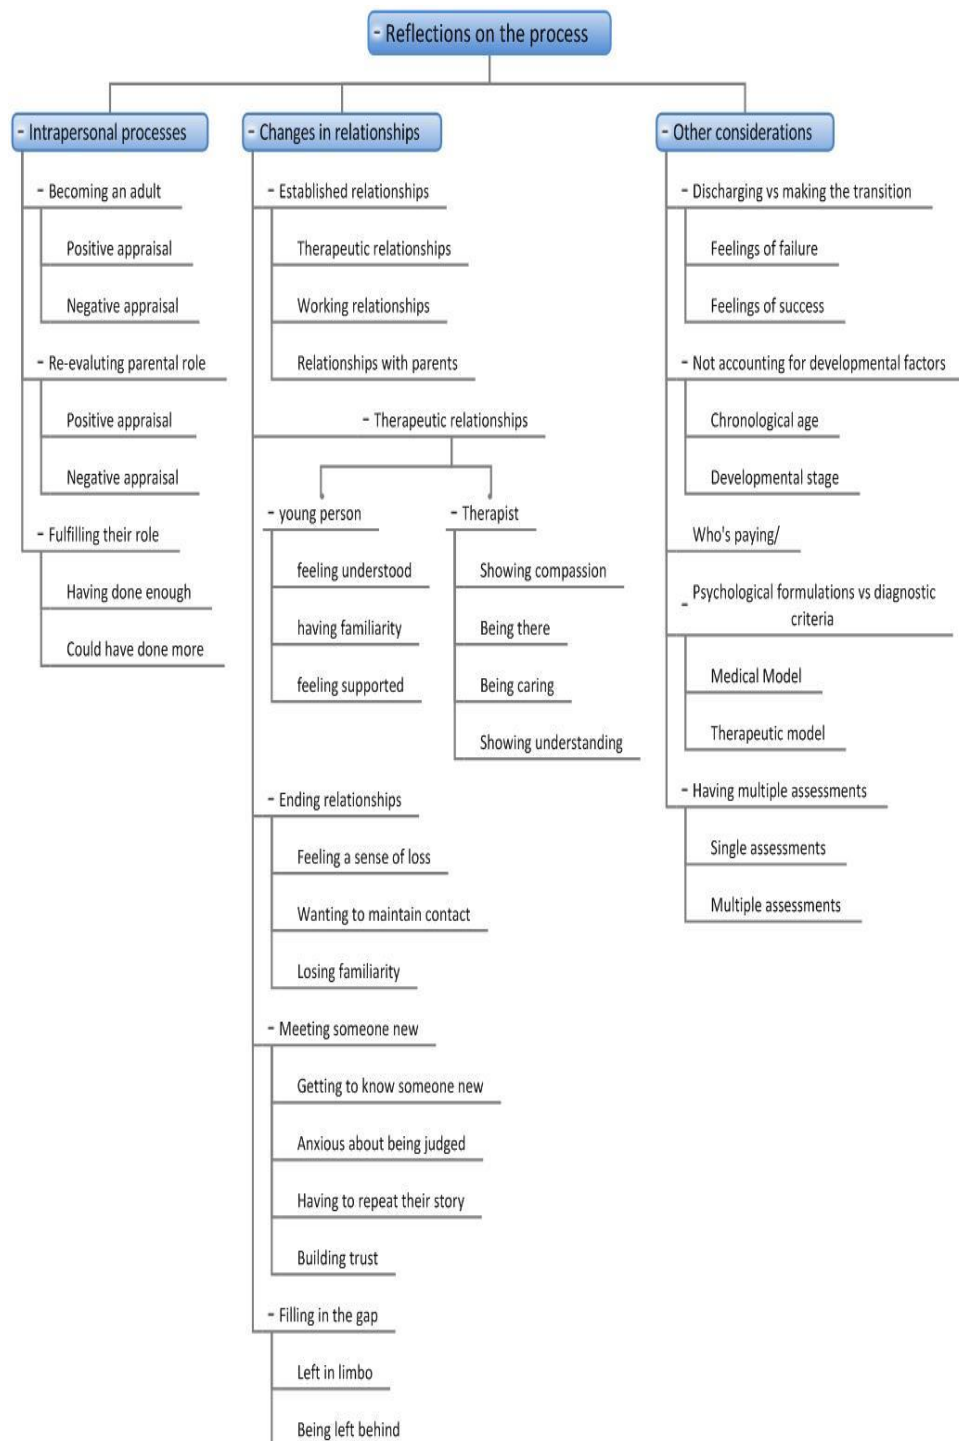 - Reflections on the process
- Intrapersonal processes
- Becoming an adult
Positive appraisal
Negative appraisal
- Re-evaluting parental role
Positive appraisal
Negative appraisal
- Fulfilling their role
Having done enough
Could have done more
- Changes in relationships
- Established relationships
Therapeutic relationships
Working relationships
Relationships with parents
- Therapeutic relationships
- young person
feeling understood
having familiarity
feeling supported
- Therapist
Showing compassion
Being there
Being caring
Showing understanding
- Ending relationships
Feeling a sense of loss
Wanting to maintain contact
Losing familiarity
- Meeting someone new
Getting to know someone new
Anxious about being judged
Having to repeat their story
Building trust
- Filling in the gap
Left in limbo
Being left behind
- Other considerations
- Discharging vs making the transition
Feelings of failure
Feelings of success
- Not accounting for developmental factors
Chronological age
Developmental stage
Who's paying/
- Psychological formulations vs diagnostic
criteria
Medical Model
Therapeutic model
- Having multiple assessments
Single assessments
Multiple assessments